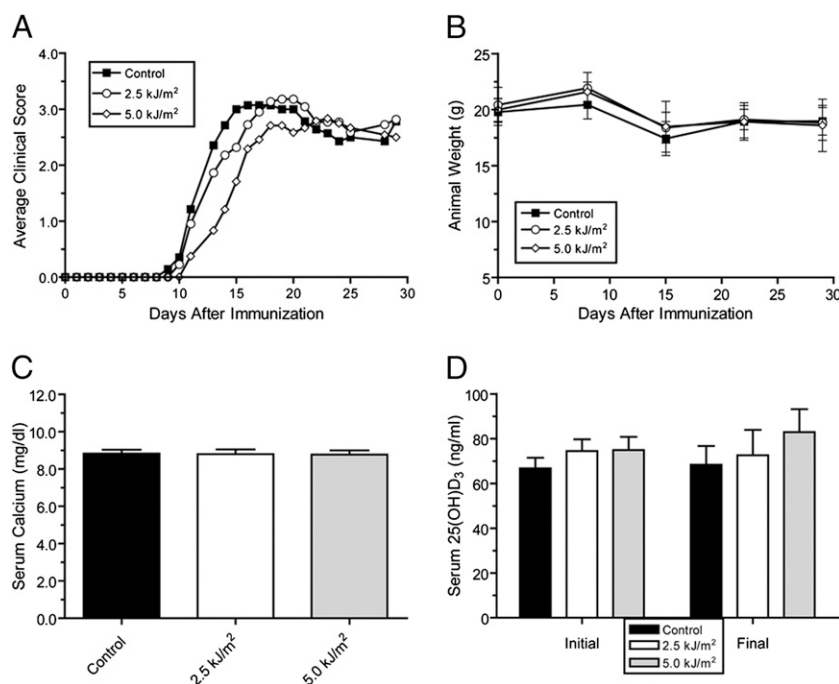 A
Average Clinical Score
4.0
3.0
2.0
1.0
0.0
Control
2.5 kJ/m²
5.0 kJ/m²
0 5 10 15 20 25 30
Days After Immunization
B
Animal Weight (g)
25
20
15
10
5
Control
2.5 kJ/m²
5.0 kJ/m²
0 5 10 15 20 25 30
Days After Immunization
C
Serum Calcium (mg/dl)
12.0
10.0
8.0
6.0
4.0
2.0
0.0
Control
2.5 kJ/m²
5.0 kJ/m²
D
Serum 25(OH)D₃ (ng/ml)
100
80
60
40
20
0
Initial
Final
Control
2.5 kJ/m²
5.0 kJ/m²